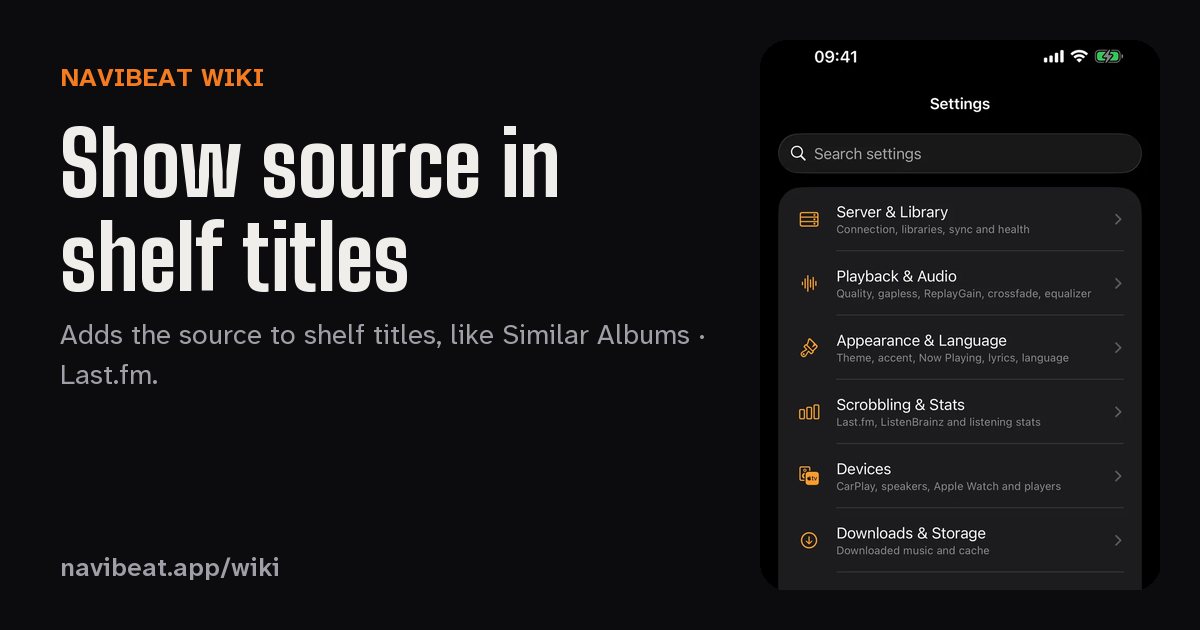 NAVIBEAT WIKI
Show source in
shelf titles
Adds the source to shelf titles, like Similar Albums ·
Last.fm.
navibeat.app/wiki
09:41
Settings
Search settings
Server & Library
Connection, libraries, sync and health
Playback & Audio
Quality, gapless, ReplayGain, crossfade, equalizer
Appearance & Language
Theme, accent, Now Playing, lyrics, language
Scrobbling & Stats
Last.fm, ListenBrainz and listening stats
Devices
CarPlay, speakers, Apple Watch and players
Downloads & Storage
Downloaded music and cache